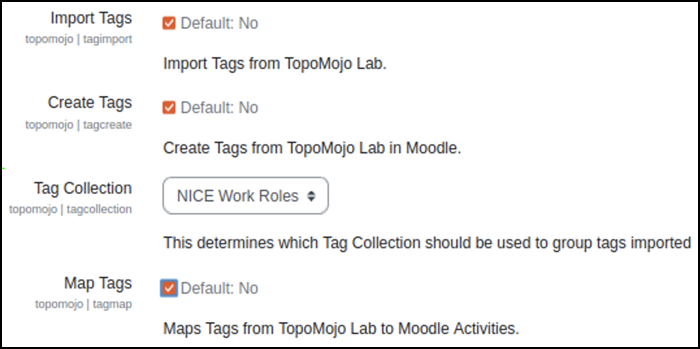 Import Tags
Default: No
topomojo | tagimport
Import Tags from TopoMojo Lab.
Create Tags
Default: No
topomojo | tagcreate
Create Tags from TopoMojo Lab in Moodle.
Tag Collection
NICE Work Roles
topomojo | tagcollection
This determines which Tag Collection should be used to group tags imported
Map Tags
Default: No
topomojo | tagmap
Maps Tags from TopoMojo Lab to Moodle Activities.